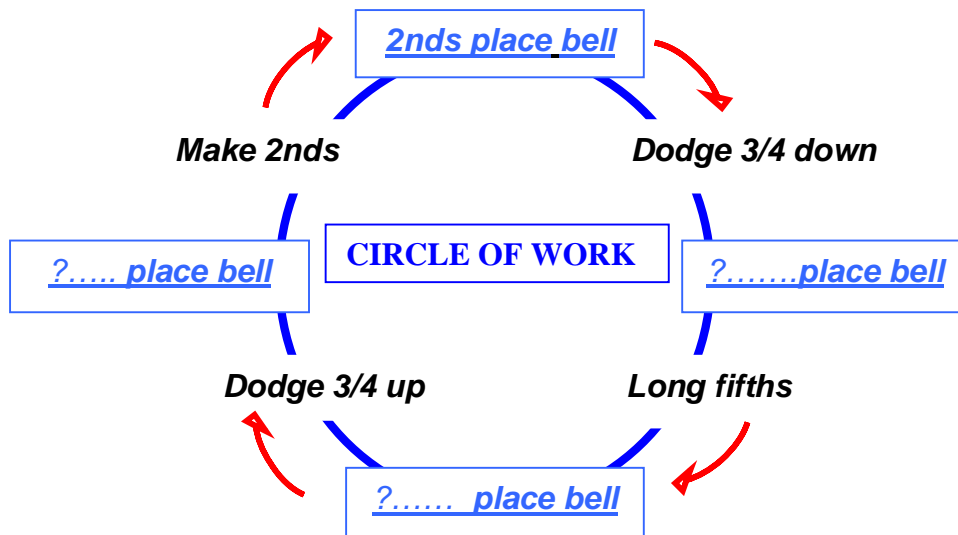 2nds place bell
Make 2nds
Dodge 3/4 down
CIRCLE OF WORK
?….. place bell
?…….place bell
Dodge 3/4 up
Long fifths
?…… place bell